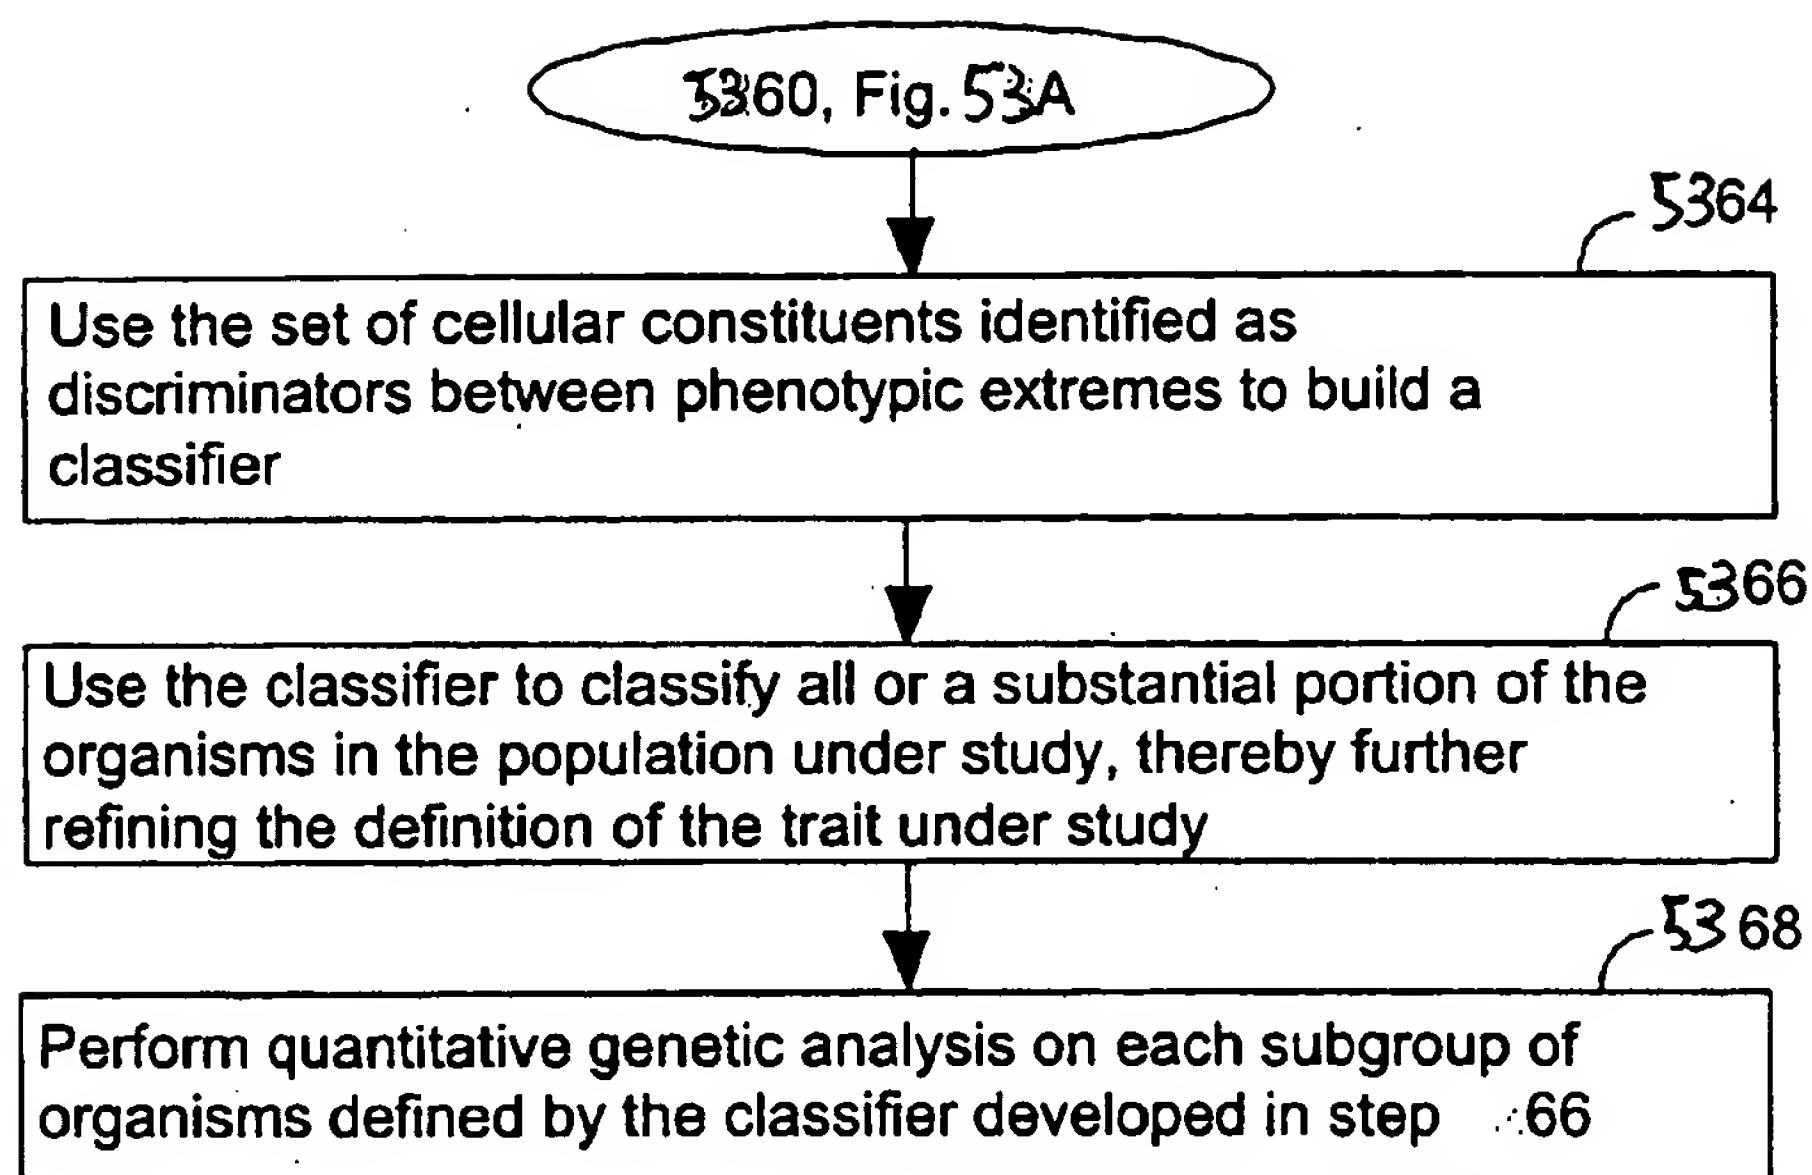 5360, Fig. 53A
5364
Use the set of cellular constituents identified as
discriminators between phenotypic extremes to build a
classifier
5366
Use the classifier to classify all or a substantial portion of the
organisms in the population under study, thereby further
refining the definition of the trait under study
5368
Perform quantitative genetic analysis on each subgroup of
organisms defined by the classifier developed in step 66